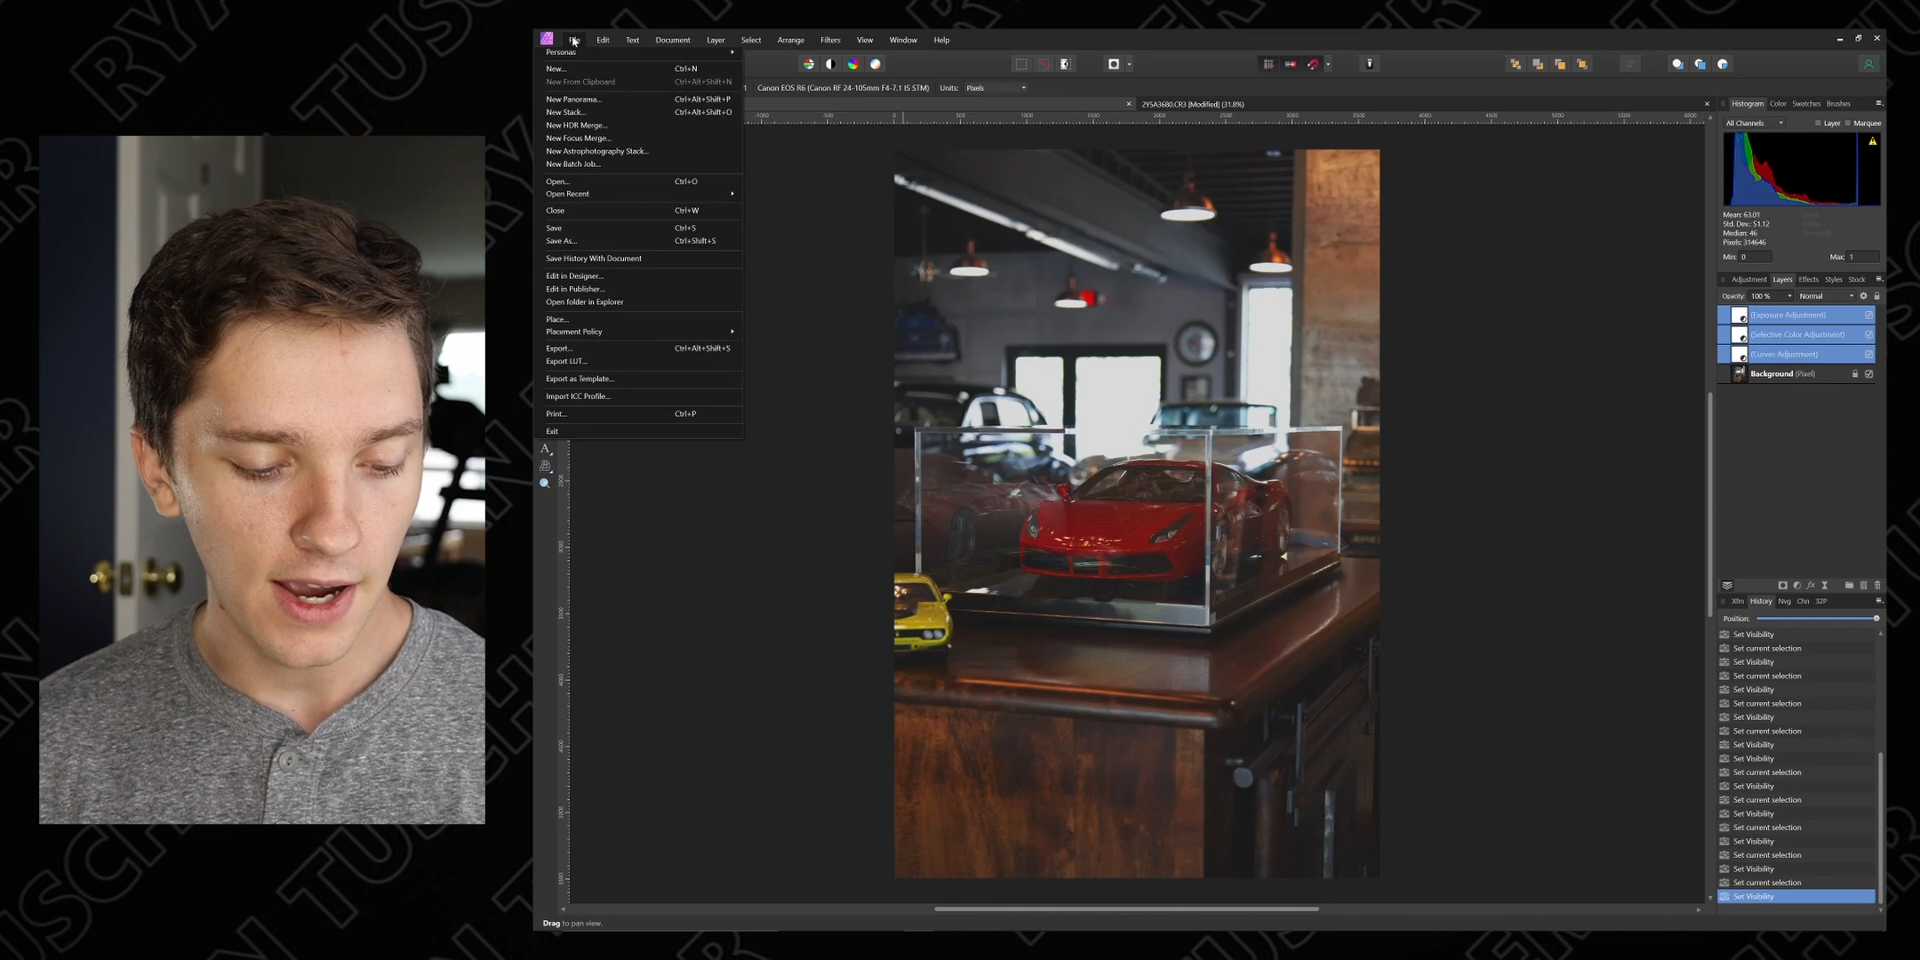 File Edit Text Document Layer Select Arrange Filters View Window Help
Canon EOS R6 (Canon RF 24-105mm F4-7.1 IS STM) Units: Pixels
2Y5A3680.CR3 [Modified] (31.8%)
Personas
New... Ctrl+N
New From Clipboard Ctrl+Alt+Shift+N
New Panorama... Ctrl+Alt+Shift+P
New Stack... Ctrl+Alt+Shift+O
New HDR Merge...
New Focus Merge...
New Astrophotography Stack...
New Batch Job...
Open... Ctrl+O
Open Recent
Close Ctrl+W
Save Ctrl+S
Save As... Ctrl+Shift+S
Save History With Document
Edit in Designer...
Edit in Publisher...
Open folder in Explorer
Place...
Placement Policy
Export... Ctrl+Alt+Shift+S
Export LUT...
Export as Template...
Import ICC Profile...
Print... Ctrl+P
Exit
Drag to pan view.
Histogram Color Swatches Brushes
All Channels Layer Marquee
Mean: 63.01
Std. Dev.: 51.12
Median: 46
Pixels: 314646
Min: 0 Max: 1
Adjustment Layers Effects Styles Stock
Opacity: 100 % Normal
(Exposure Adjustment)
(Selective Color Adjustment)
(Curves Adjustment)
Background (Pixel)
Xfm History Nvg Chn 32P
Position:
Set Visibility
Set current selection
Set Visibility
Set current selection
Set Visibility
Set current selection
Set Visibility
Set current selection
Set Visibility
Set Visibility
Set current selection
Set Visibility
Set current selection
Set Visibility
Set current selection
Set Visibility
Set current selection
Set Visibility
Set current selection
Set Visibility